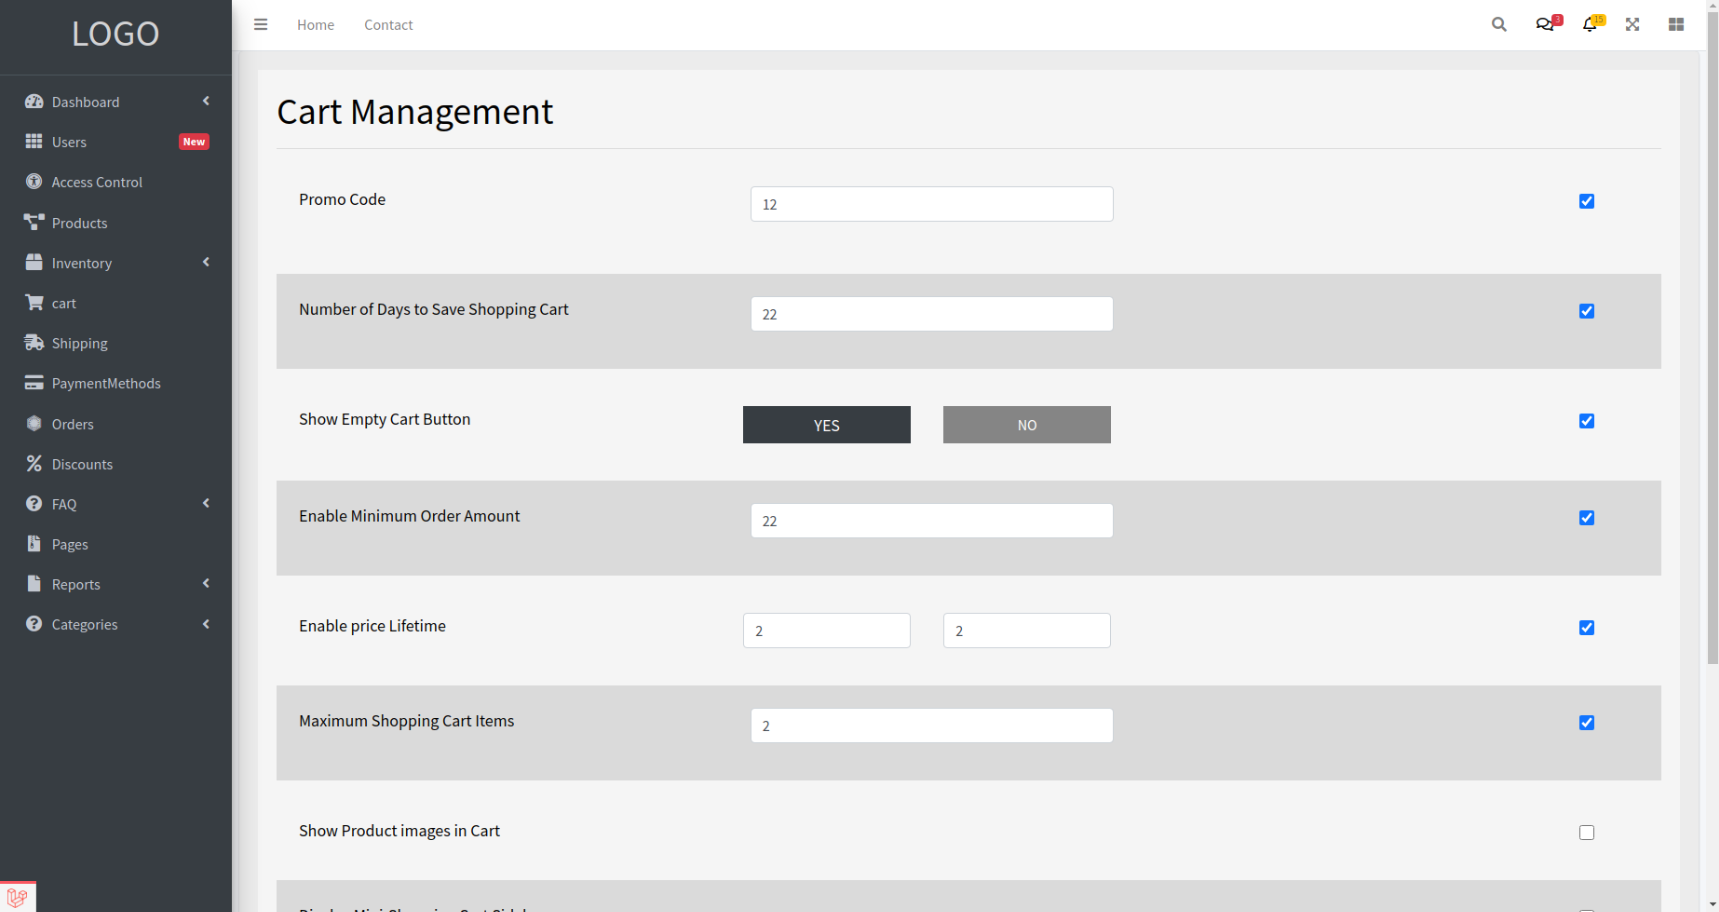 LOGO
Home
Contact
3
15
Dashboard
Users
New
Access Control
Products
Inventory
cart
Shipping
PaymentMethods
Orders
Discounts
FAQ
Pages
Reports
Categories
Cart Management
Promo Code
12
Number of Days to Save Shopping Cart
22
Show Empty Cart Button
YES
NO
Enable Minimum Order Amount
22
Enable price Lifetime
2
2
Maximum Shopping Cart Items
2
Show Product images in Cart